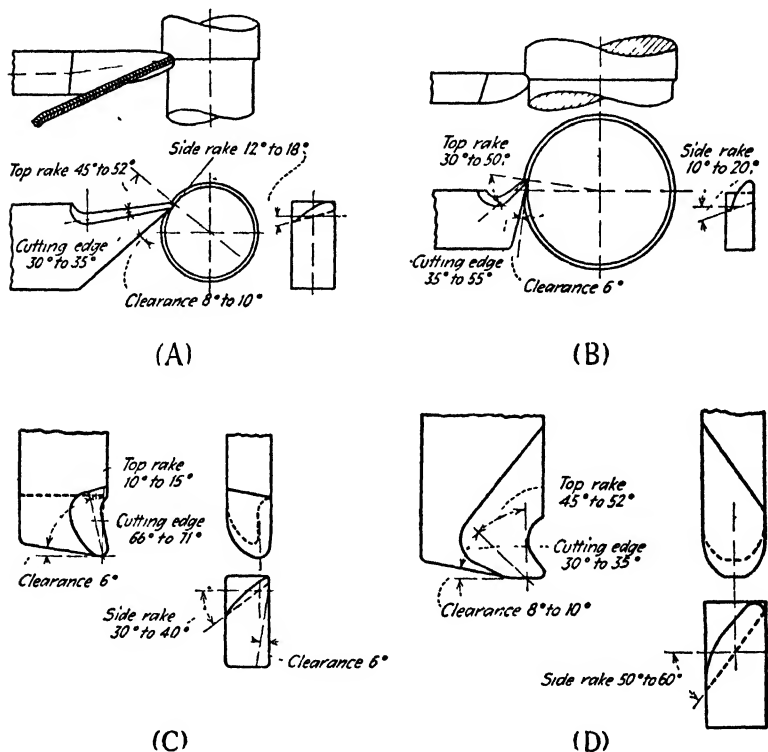 Side rake 12° to 18°
Top rake 45° to 52°
Cutting edge
30° to 35°
Clearance 8° to 10°
(A)
Top rake
30° to 50°
Side rake
10° to 20°
Cutting edge
35° to 55°
Clearance 6°
(B)
Top rake
10° to 15°
Cutting edge
66° to 71°
Clearance 6°
Side rake
30° to 40°
Clearance 6°
(C)
Top rake
45° to 52°
Cutting edge
30° to 35°
Clearance 8° to 10°
Side rake 50° to 60°
(D)